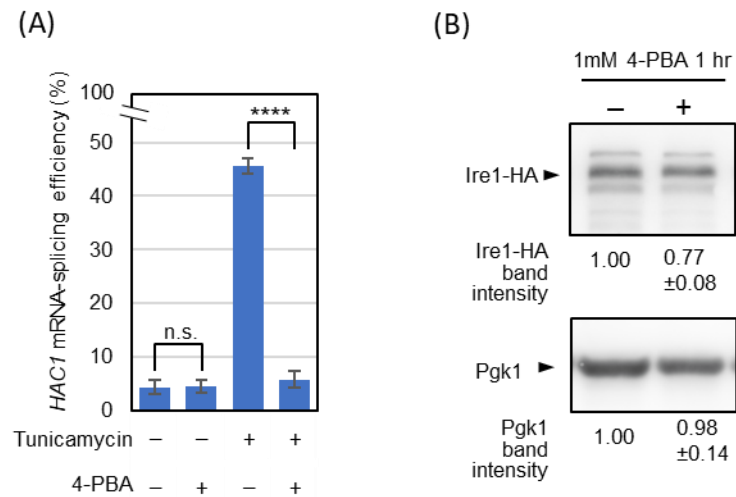 (A)
HAC1 mRNA-splicing efficiency (%)
100
50
40
30
20
10
0
****
n.s.
Tunicamycin – – + +
4-PBA – + – +
(B)
1mM 4-PBA 1 hr
– +
Ire1-HA
Ire1-HA
band
intensity
1.00
0.77
±0.08
Pgk1
Pgk1
band
intensity
1.00
0.98
±0.14